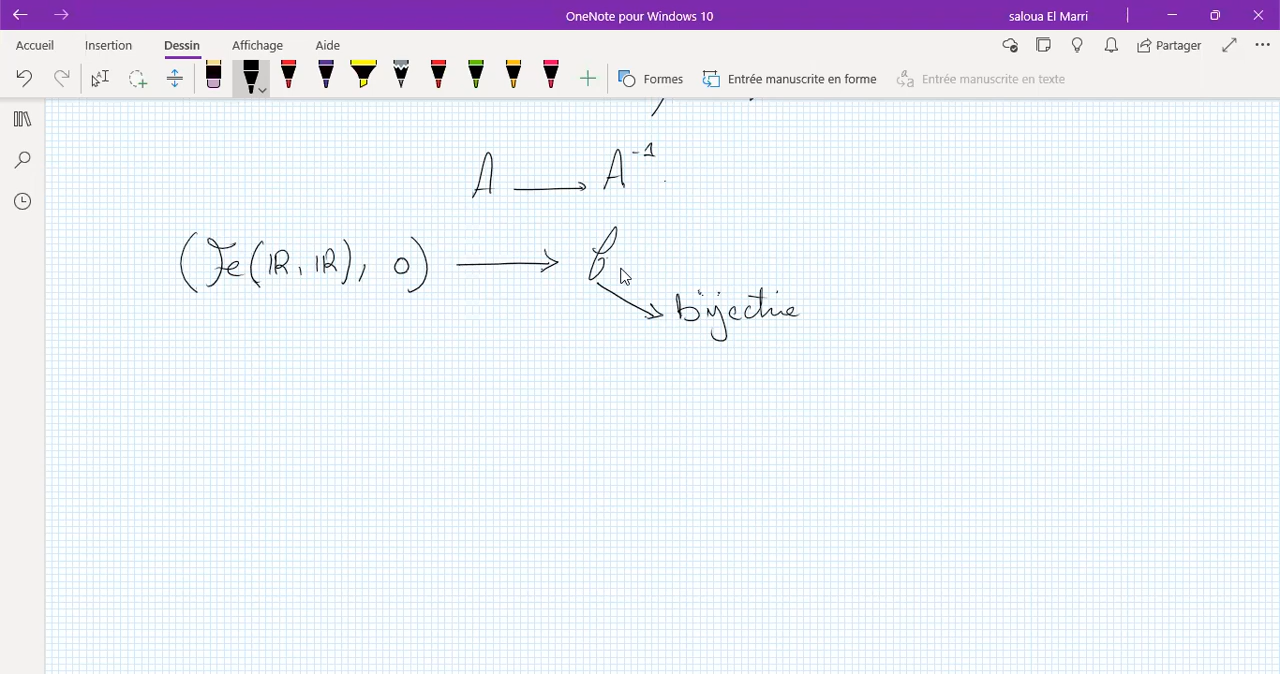 OneNote pour Windows 10
saloua El Marri
Accueil Insertion Dessin Affichage Aide
Partager
Formes Entrée manuscrite en forme Entrée manuscrite en texte
A ⟶ A⁻¹
(ℱe(ℝ, ℝ), o) ⟶ f
bijective